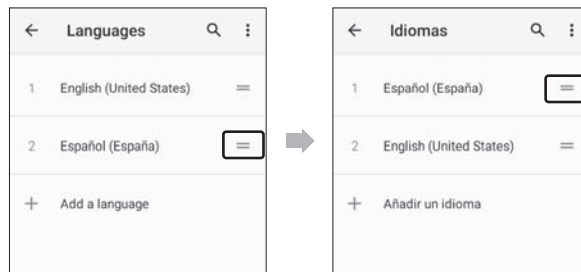 Languages
1 English (United States)
2 Español (España)
Add a language
Idiomas
1 Español (España)
2 English (United States)
Añadir un idioma